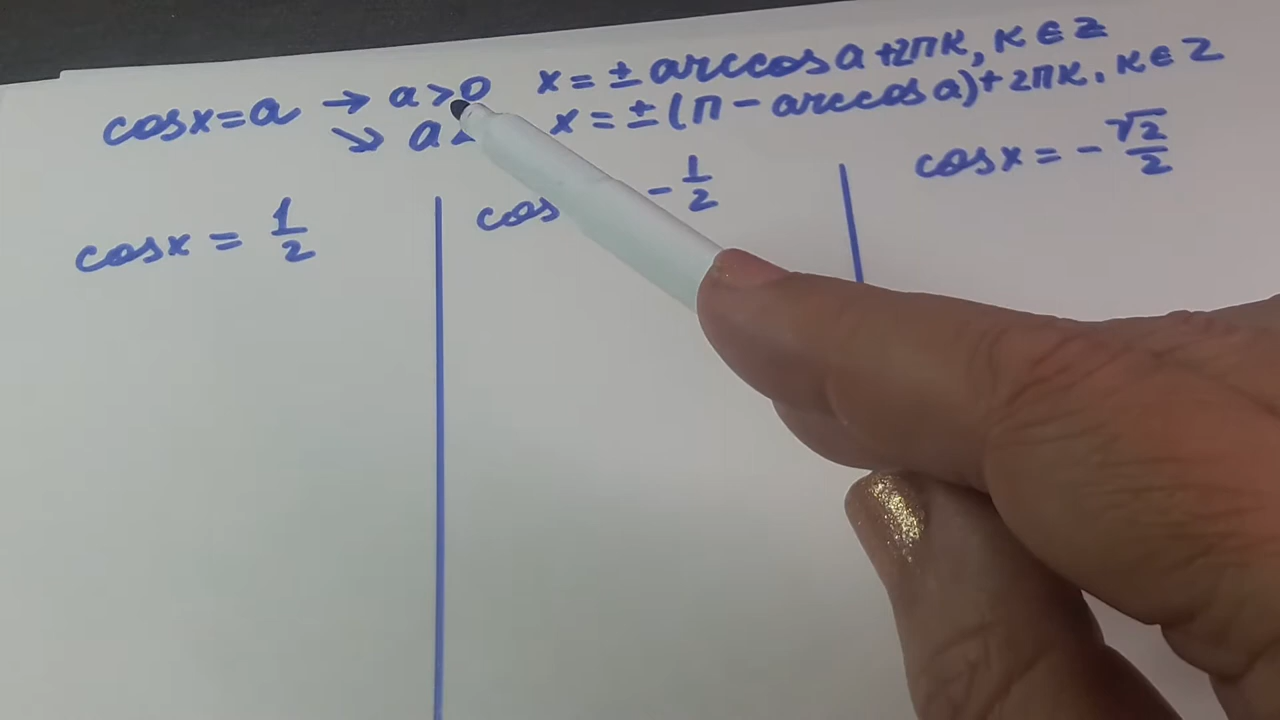 cosx = a → a > 0 x = ± arccos a + 2πk, k ∈ Z
↘ a x = ± (π - arccos a) + 2πk, k ∈ Z
cosx = 1/2
cos - 1/2
cosx = - √2/2